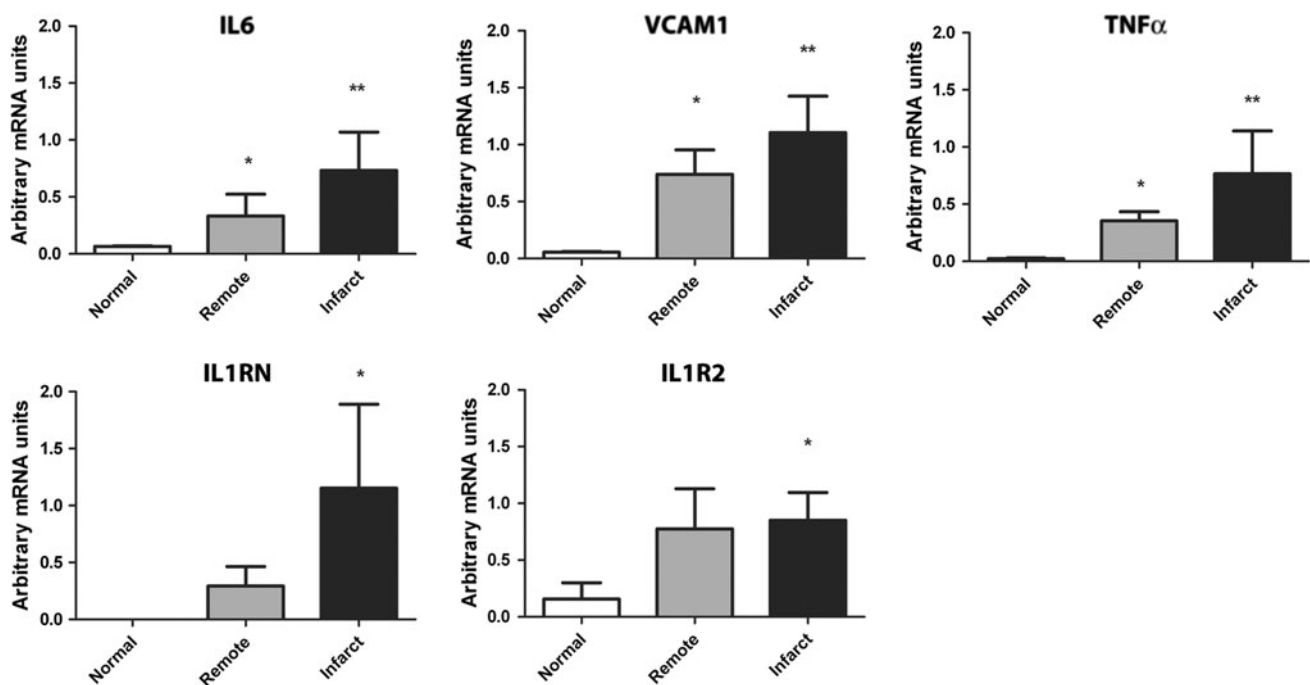 IL6
Arbitrary mRNA units
2.0
1.5
1.0
0.5
0.0
*
**
Normal
Remote
Infarct
VCAM1
Arbitrary mRNA units
2.0
1.5
1.0
0.5
0.0
*
**
Normal
Remote
Infarct
TNFα
Arbitrary mRNA units
2.0
1.5
1.0
0.5
0.0
*
**
Normal
Remote
Infarct
IL1RN
Arbitrary mRNA units
2.0
1.5
1.0
0.5
0.0
*
Normal
Remote
Infarct
IL1R2
Arbitrary mRNA units
2.0
1.5
1.0
0.5
0.0
*
Normal
Remote
Infarct